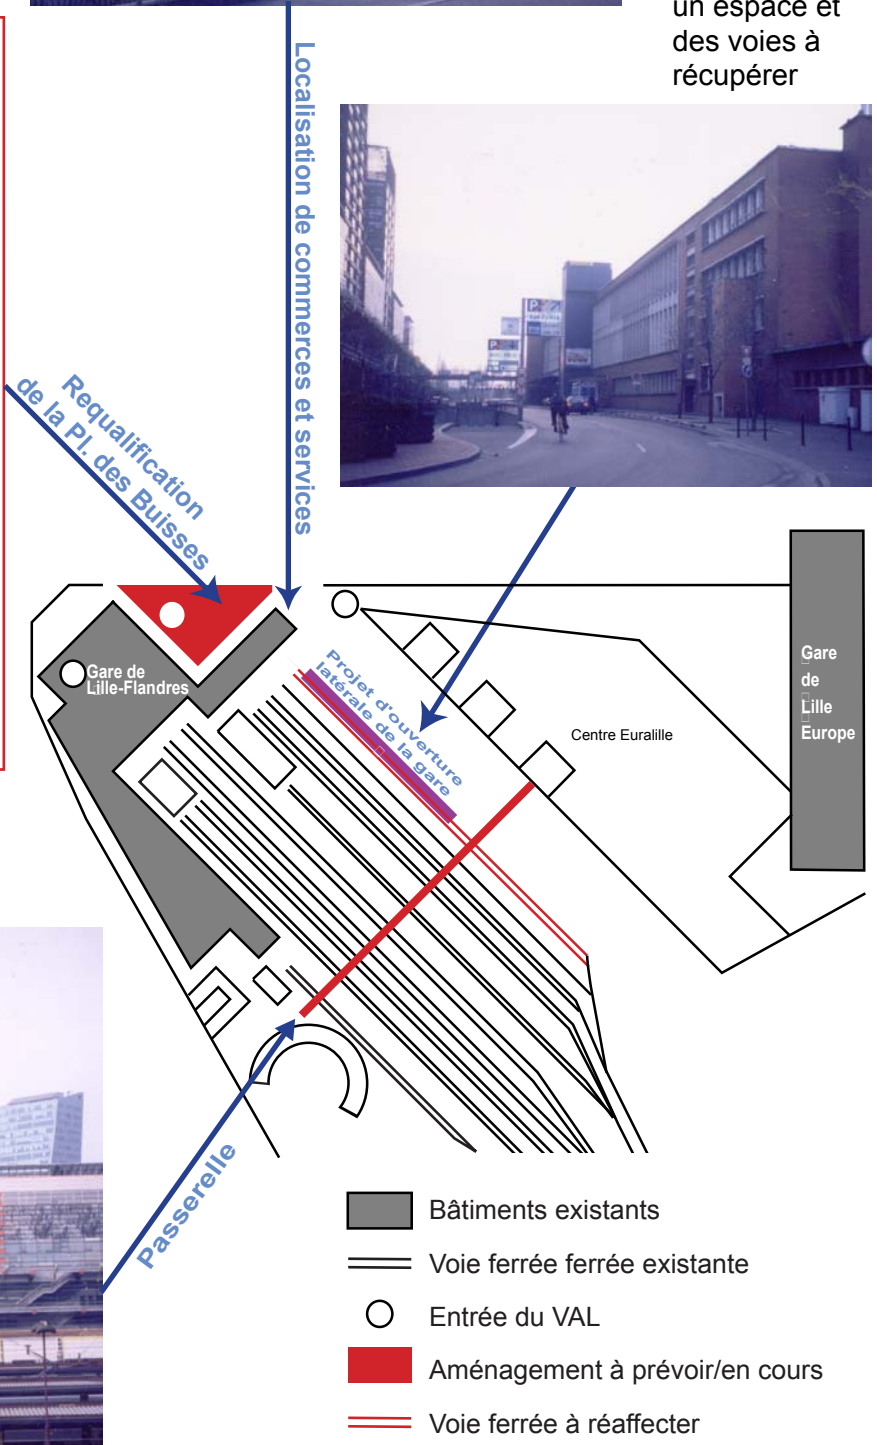 un espace et
des voies à
récupérer
Localisation de commerces et services
Requalification
de la Pl. des Buisses
P
P
Gare de
Lille-Flandres
Projet d'ouverture
latérale de la gare
Centre Euralille
Gare
de
Lille
Europe
Passerelle
Bâtiments existants
Voie ferrée ferrée existante
Entrée du VAL
Aménagement à prévoir/en cours
Voie ferrée à réaffecter